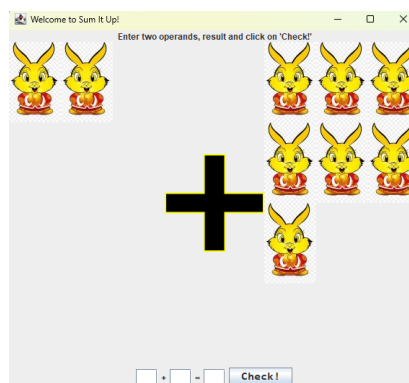 Welcome to Sum It Up!
Enter two operands, result and click on 'Check!'
+ = Check!